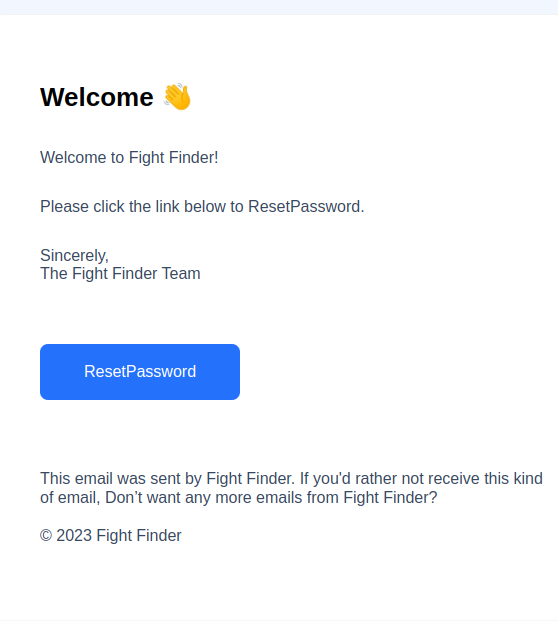 Welcome 👋
Welcome to Fight Finder!
Please click the link below to ResetPassword.
Sincerely,
The Fight Finder Team
ResetPassword
This email was sent by Fight Finder. If you'd rather not receive this kind
of email, Don’t want any more emails from Fight Finder?
© 2023 Fight Finder